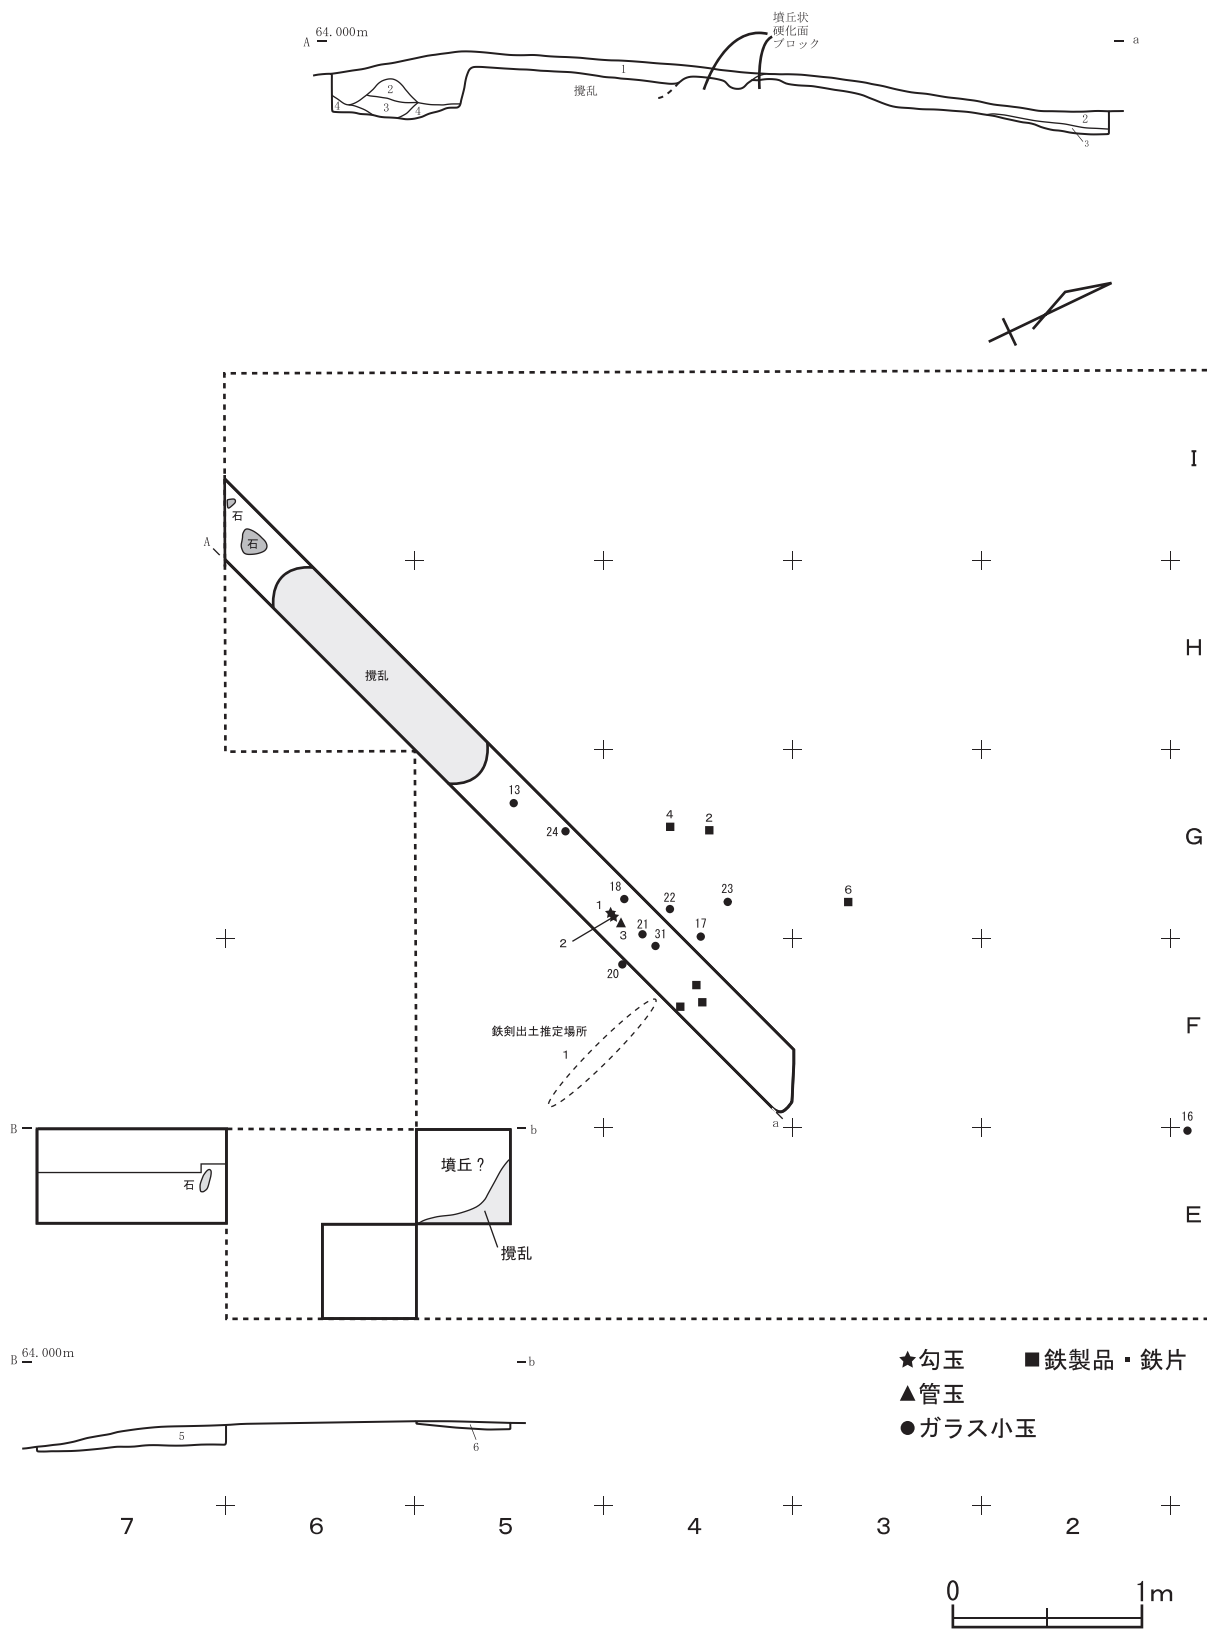 墳丘状
硬化面
ブロック
A
64.000m
a
1
2
3
4
4
攪乱
2
3
I
石
石
A
H
攪乱
13
24
4
2
G
18
22
23
6
1
21
31
17
3
2
20
鉄剣出土推定場所
1
F
a
16
B
b
墳丘？
石
E
攪乱
B
64.000m
b
5
6
★勾玉
■鉄製品・鉄片
▲管玉
●ガラス小玉
7
6
5
4
3
2
0
1m